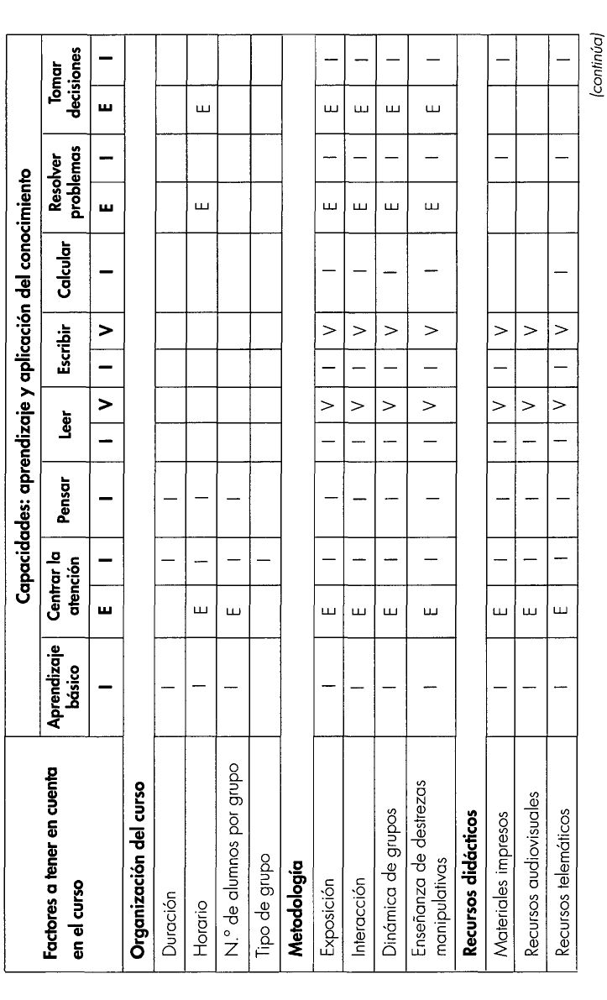 Capacidades: aprendizaje y aplicación del conocimiento
Factores a tener en cuenta
en el curso
Aprendizaje
básico
Centrar la
atención
Pensar
Leer
Escribir
Calcular
Resolver
problemas
Tomar
decisiones
I E I I I V I V I E I E I
Organización del curso
Duración I I I
Horario I E I I E E
N.º de alumnos por grupo I E I I
Tipo de grupo I
Metodología
Exposición I E I I I V I V I E I E I
Interacción I E I I I V I V I E I E I
Dinámica de grupos I E I I I V I V I E I E I
Enseñanza de destrezas
manipulativas I E I I I V I V I E I E I
Recursos didácticos
Materiales impresos I E I I I V I V I I
Recursos audiovisuales I E I I I V V
Recursos telemáticos I E I I I V I V I I I
(continúa)